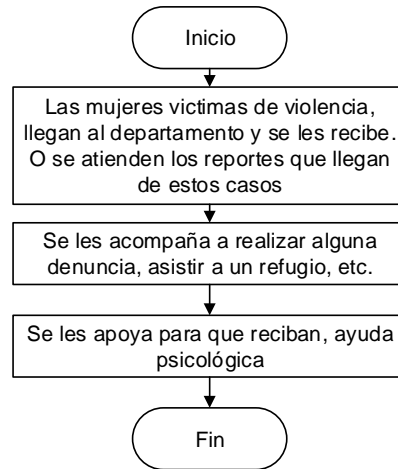 Inicio
Las mujeres victimas de violencia,
llegan al departamento y se les recibe.
O se atienden los reportes que llegan
de estos casos
Se les acompaña a realizar alguna
denuncia, asistir a un refugio, etc.
Se les apoya para que reciban, ayuda
psicológica
Fin